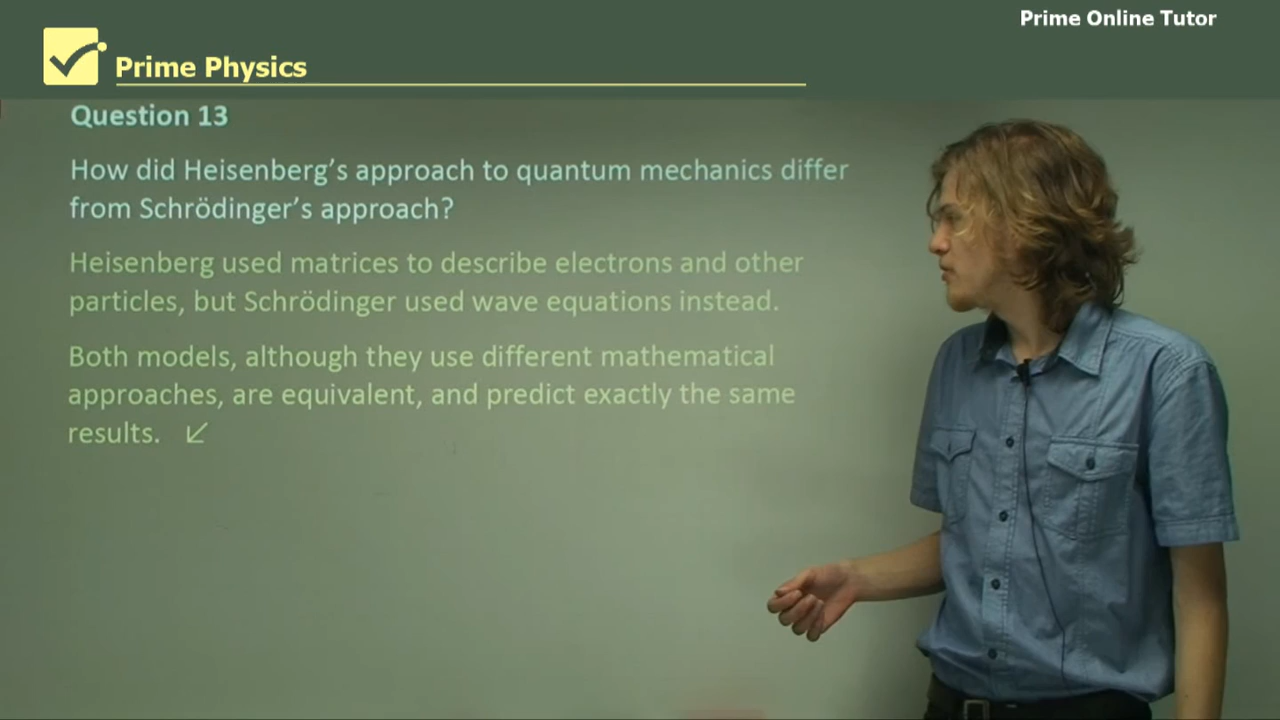 Prime Online Tutor
Prime Physics
Question 13
How did Heisenberg’s approach to quantum mechanics differ
from Schrödinger’s approach?
Heisenberg used matrices to describe electrons and other
particles, but Schrödinger used wave equations instead.
Both models, although they use different mathematical
approaches, are equivalent, and predict exactly the same
results.